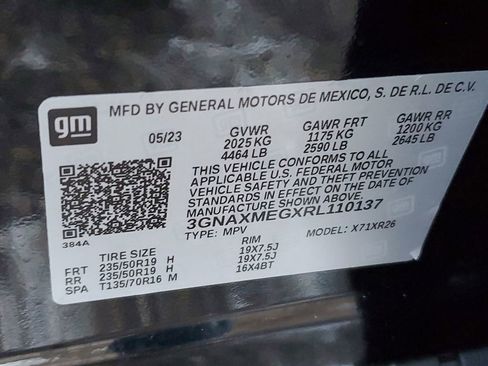 gm
MFD BY GENERAL MOTORS DE MEXICO, S. DE R.L. DE C.V.
05/23 GVWR GAWR FRT GAWR RR
2025 KG 1175 KG 1200 KG
4464 LB 2590 LB 2645 LB
THIS VEHICLE CONFORMS TO ALL
APPLICABLE U.S. FEDERAL MOTOR
VEHICLE SAFETY AND THEFT PREVENTION
STANDARDS IN EFFECT ON THE DATE OF
MANUFACTURE SHOWN ABOVE.
3GNAXMEGXRL110137
TYPE: MPV MODEL: X71XR26
384A
TIRE SIZE RIM
FRT 235/50R19 H 19X7.5J
RR 235/50R19 H 19X7.5J
SPA T135/70R16 M 16X4BT